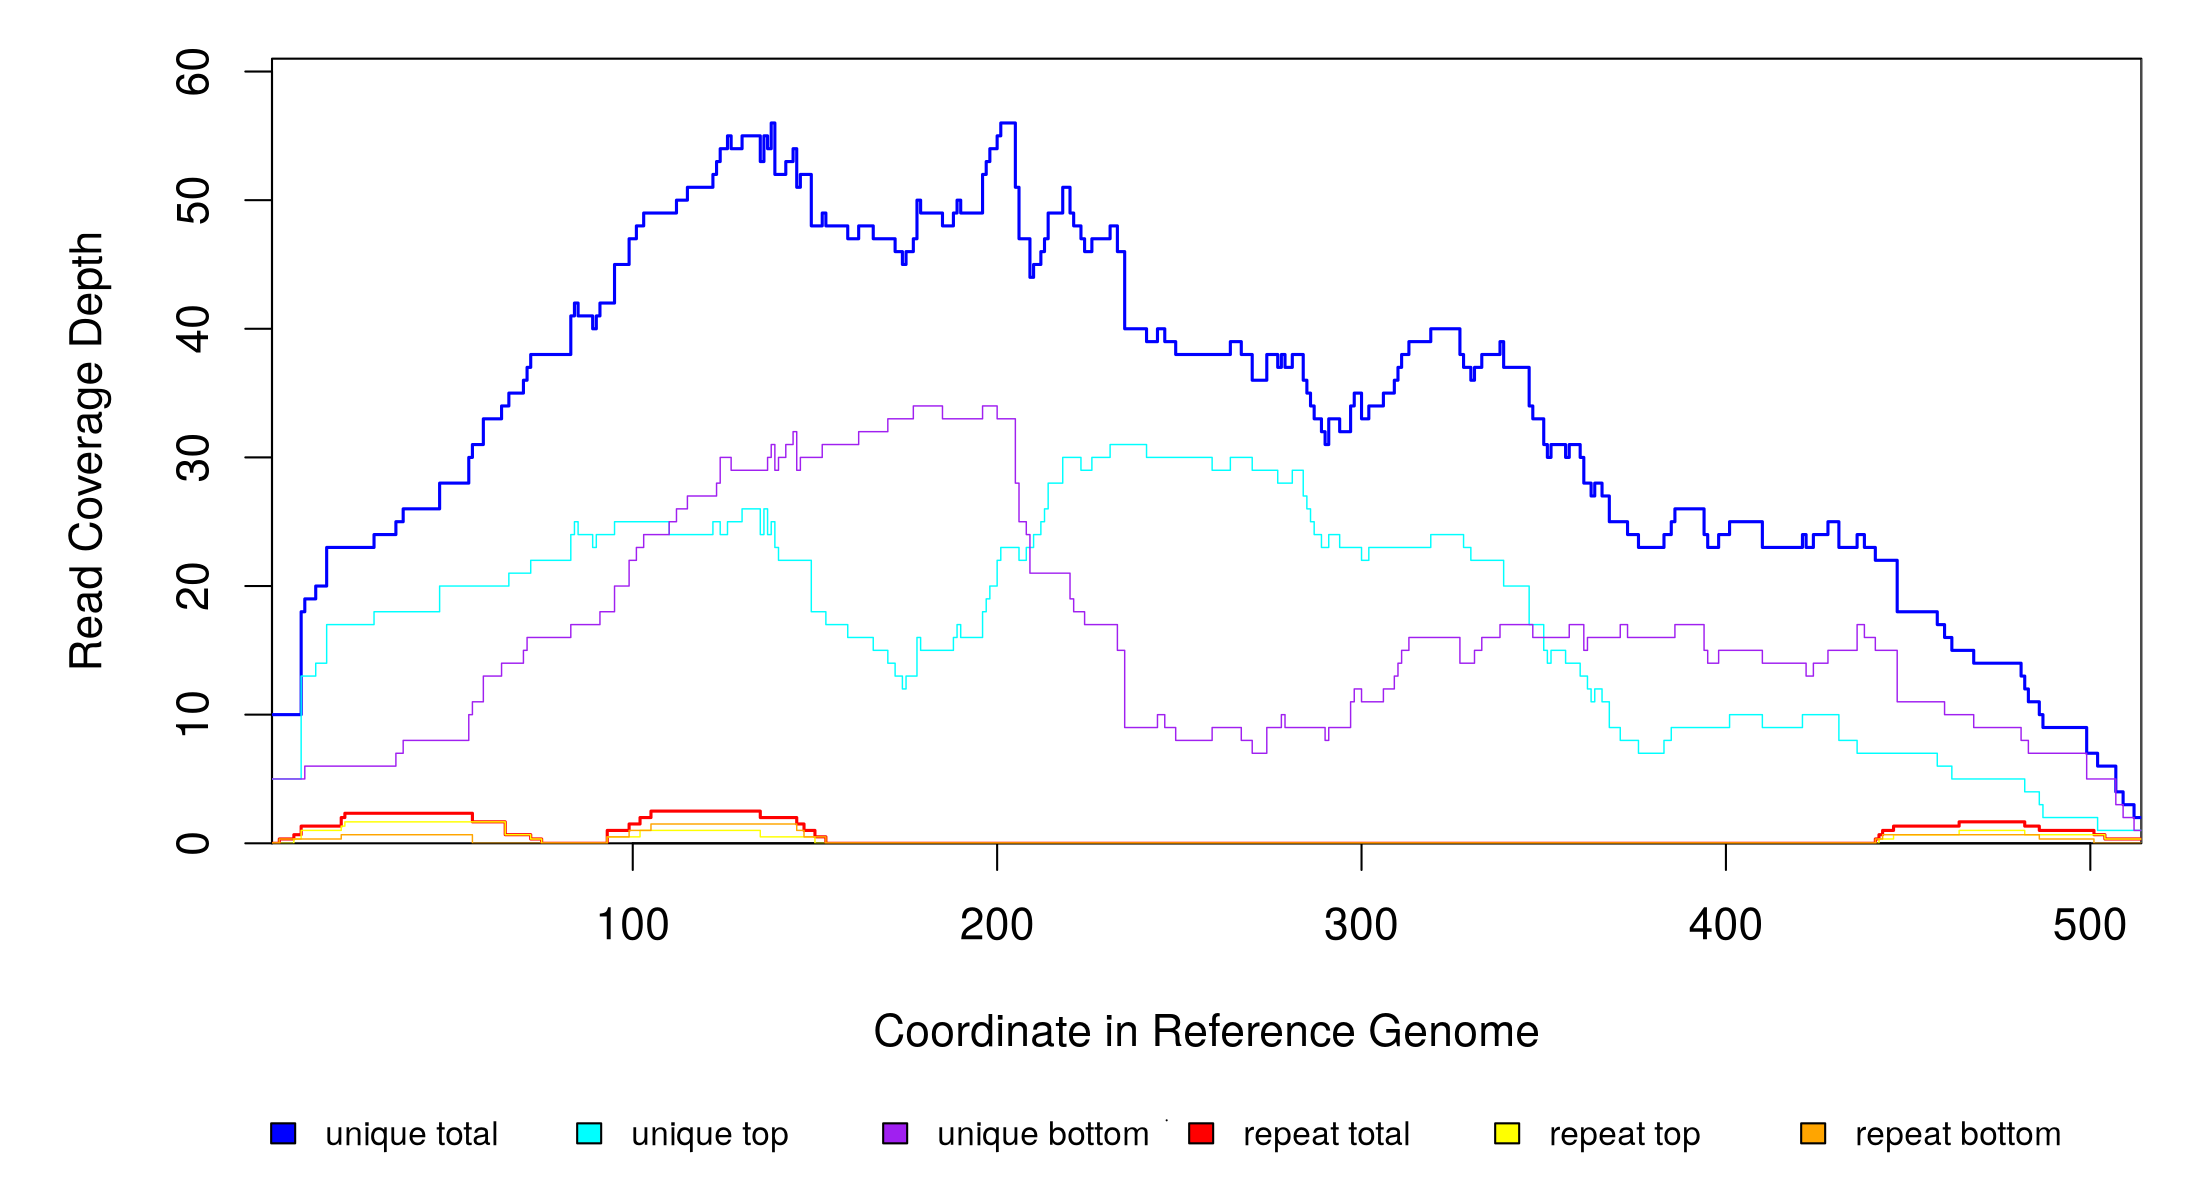 Read Coverage Depth
60
50
40
30
20
10
0
100 200 300 400 500
Coordinate in Reference Genome
unique total unique top unique bottom repeat total repeat top repeat bottom